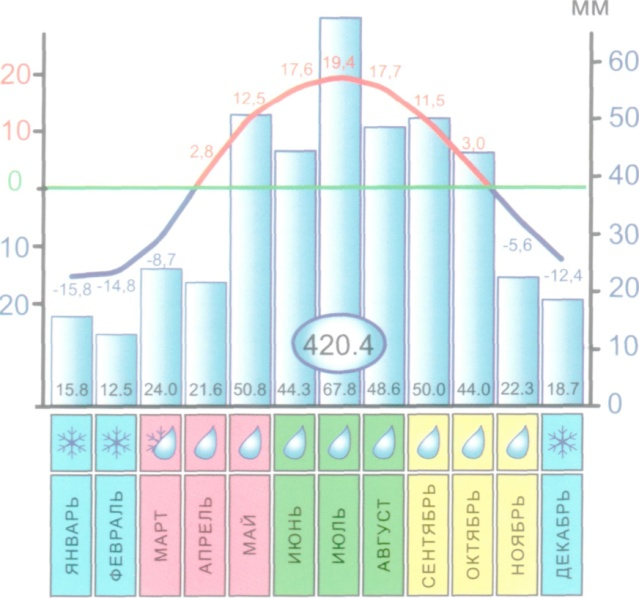 ММ
20
10
0
10
20
60
50
40
30
20
10
0
-15,8
-14,8
-8,7
2,8
12,5
17,6
19,4
17,7
11,5
3,0
-5,6
-12,4
420.4
15.8 12.5 24.0 21.6 50.8 44.3 67.8 48.6 50.0 44.0 22.3 18.7
ЯНВАРЬ
ФЕВРАЛЬ
МАРТ
АПРЕЛЬ
МАЙ
ИЮНЬ
ИЮЛЬ
АВГУСТ
СЕНТЯБРЬ
ОКТЯБРЬ
НОЯБРЬ
ДЕКАБРЬ